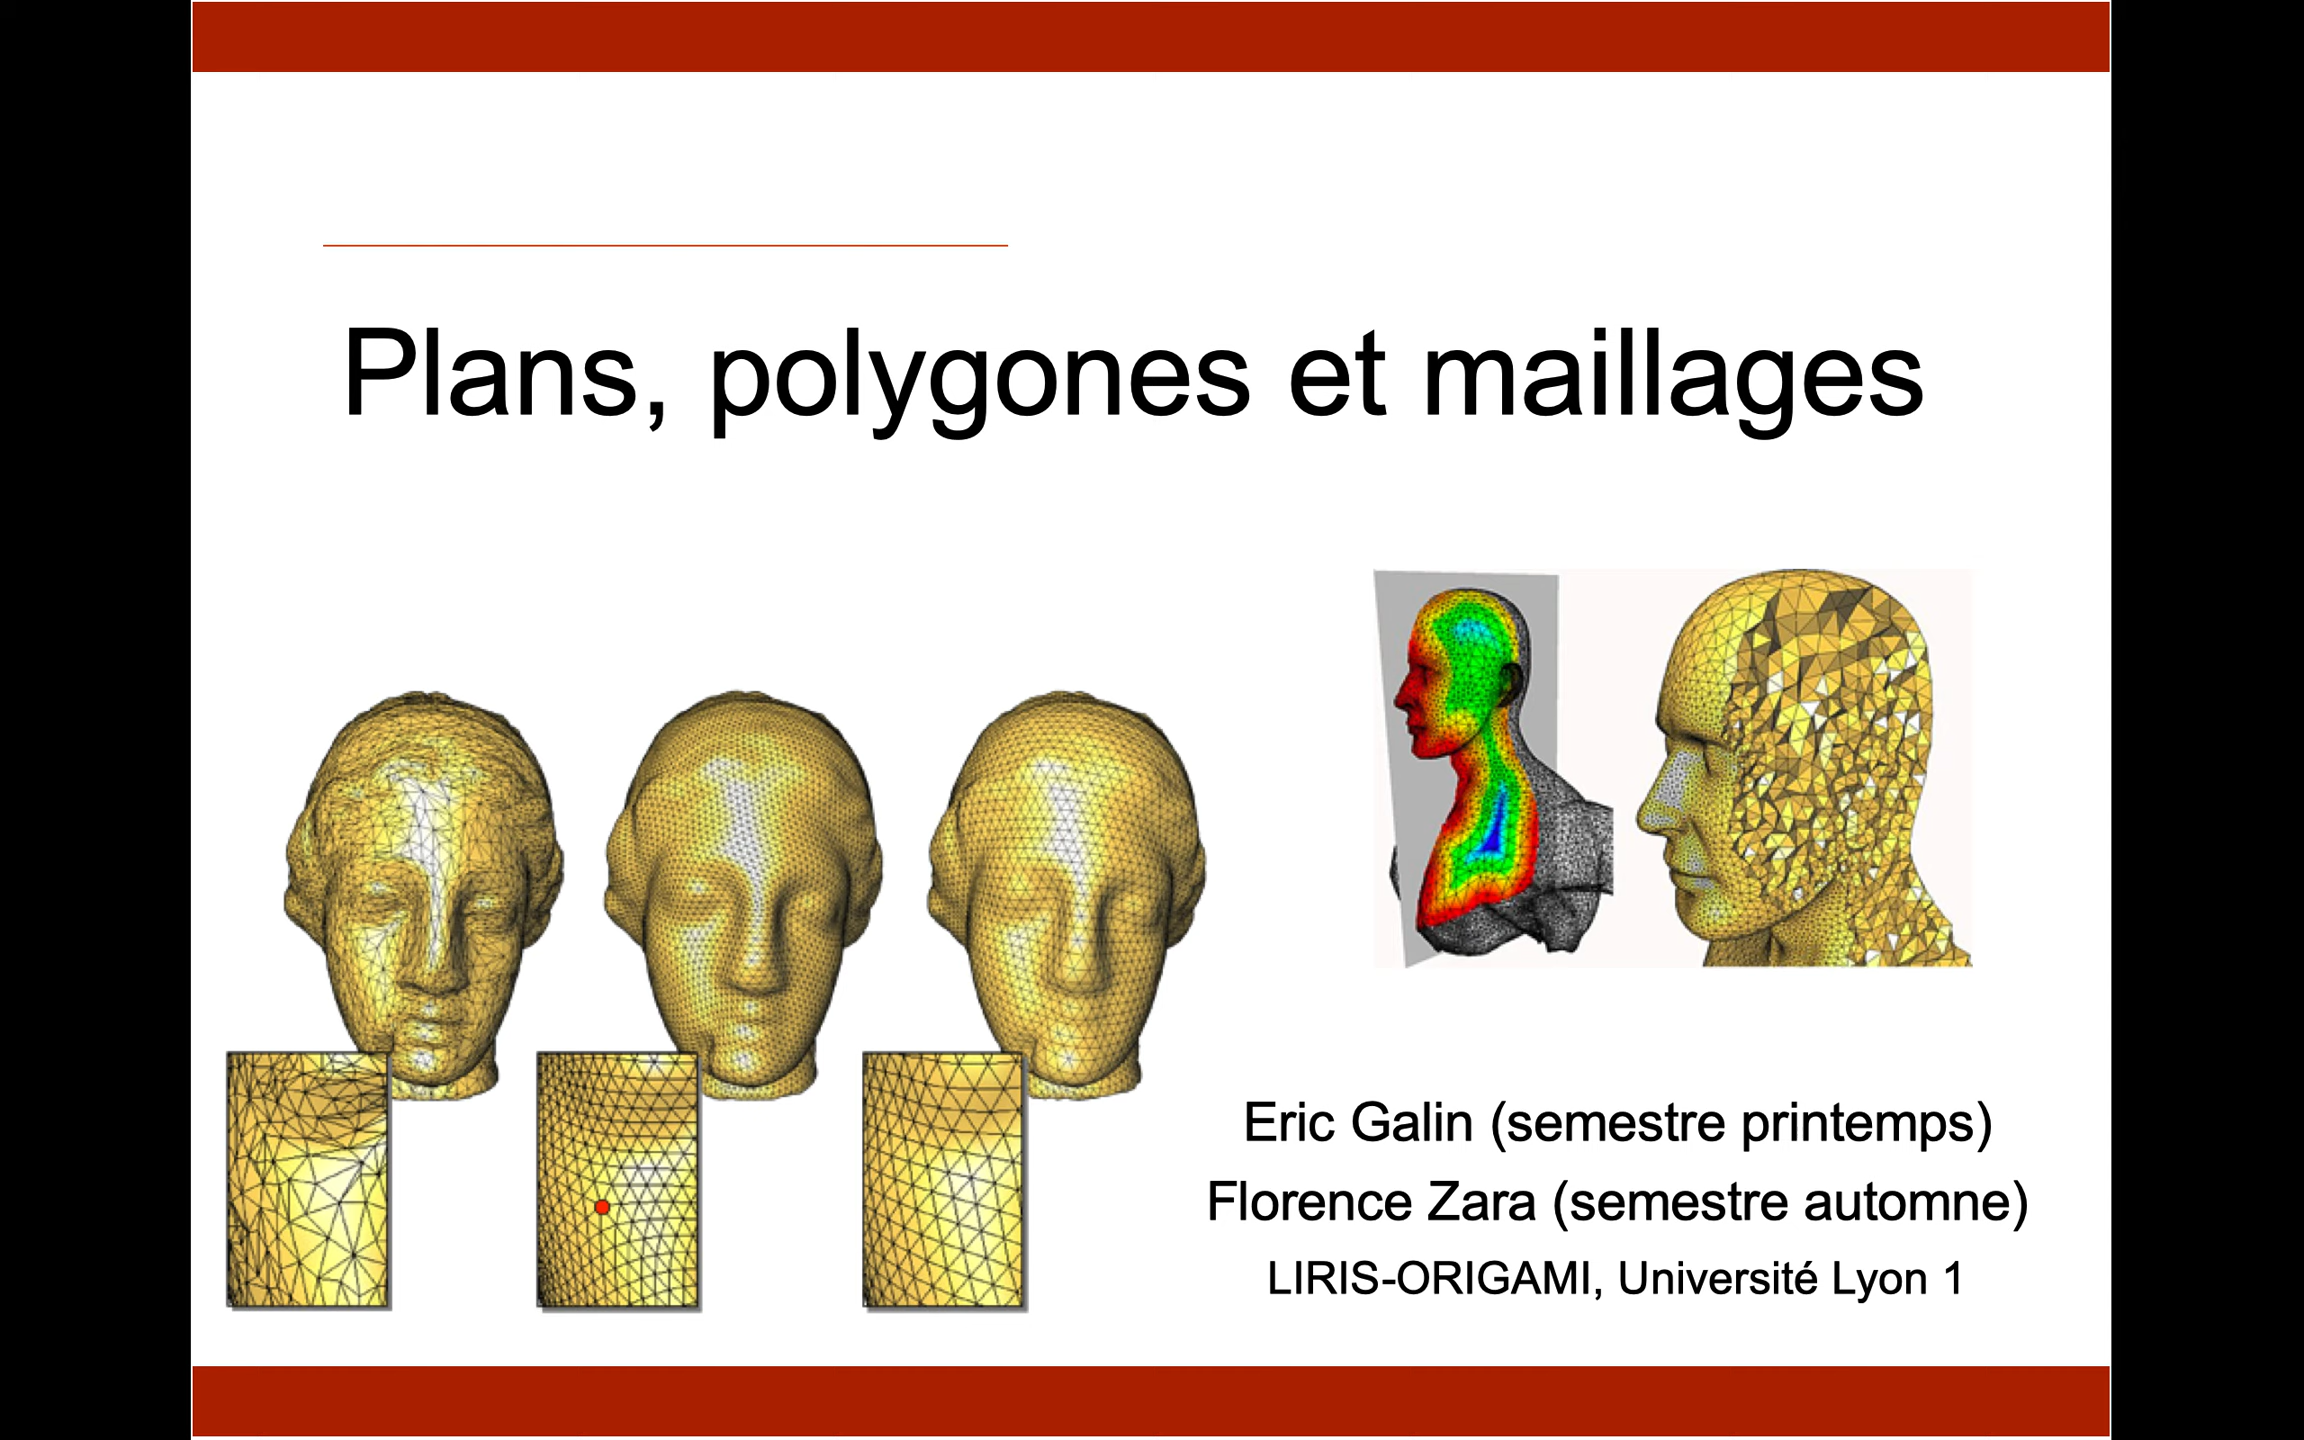 Plans, polygones et maillages
Eric Galin (semestre printemps)
Florence Zara (semestre automne)
LIRIS-ORIGAMI, Université Lyon 1